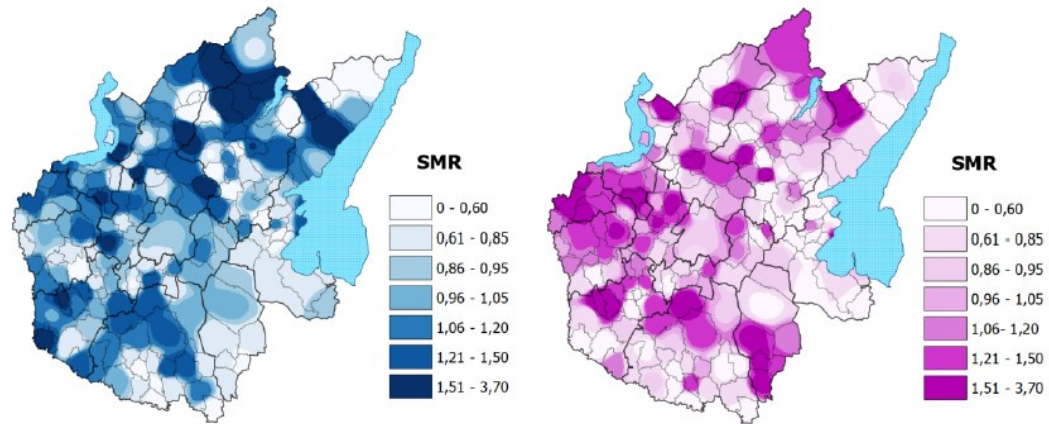 SMR
0 - 0,60
0,61 - 0,85
0,86 - 0,95
0,96 - 1,05
1,06 - 1,20
1,21 - 1,50
1,51 - 3,70
SMR
0 - 0,60
0,61 - 0,85
0,86 - 0,95
0,96 - 1,05
1,06- 1,20
1,21 - 1,50
1,51 - 3,70